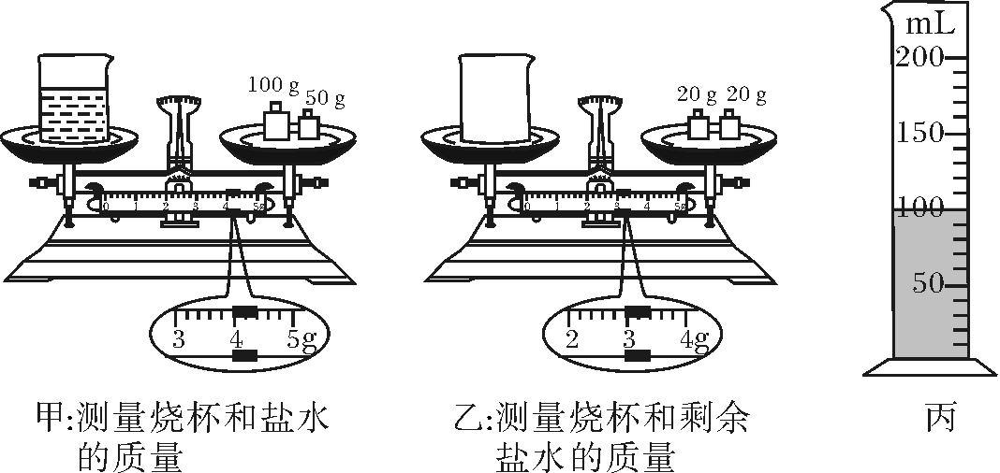 100 g
50 g
0 1 2 3 4 5g
3 4 5g
甲:测量烧杯和盐水
的质量
20 g 20 g
0 1 2 3 4 5g
2 3 4g
乙:测量烧杯和剩余
盐水的质量
mL
200
150
100
50
丙